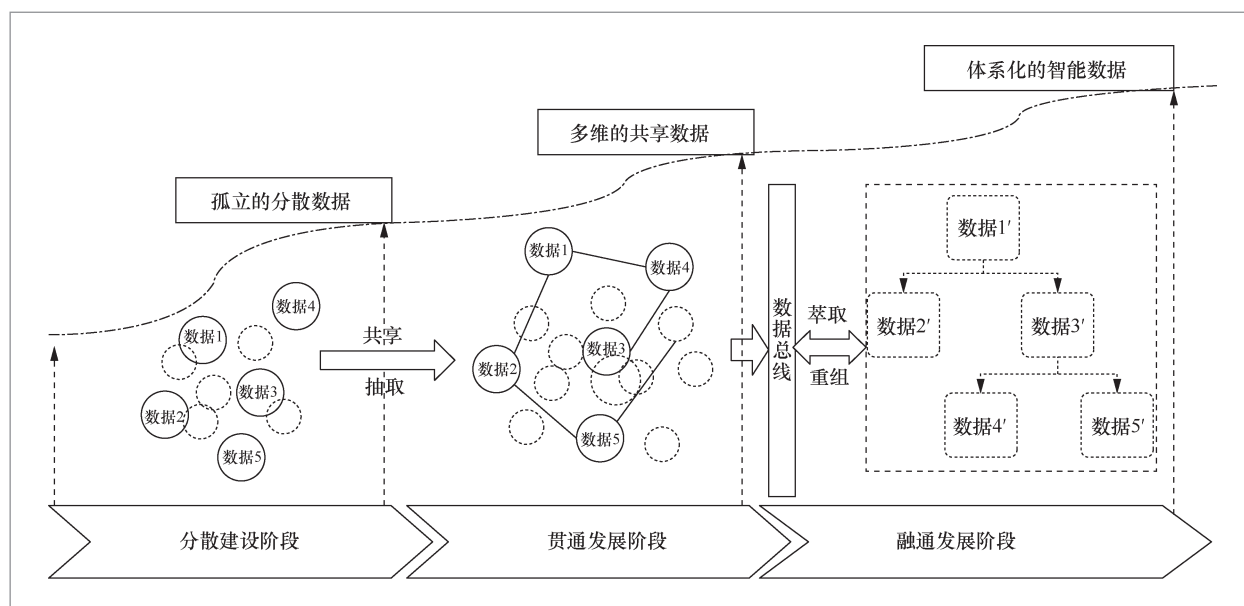 体系化的智能数据
多维的共享数据
孤立的分散数据
数据1
数据2
数据3
数据4
数据5
共享
抽取
数据1
数据2
数据3
数据4
数据5
数据总线
萃取
重组
数据1′
数据2′
数据3′
数据4′
数据5′
分散建设阶段
贯通发展阶段
融通发展阶段